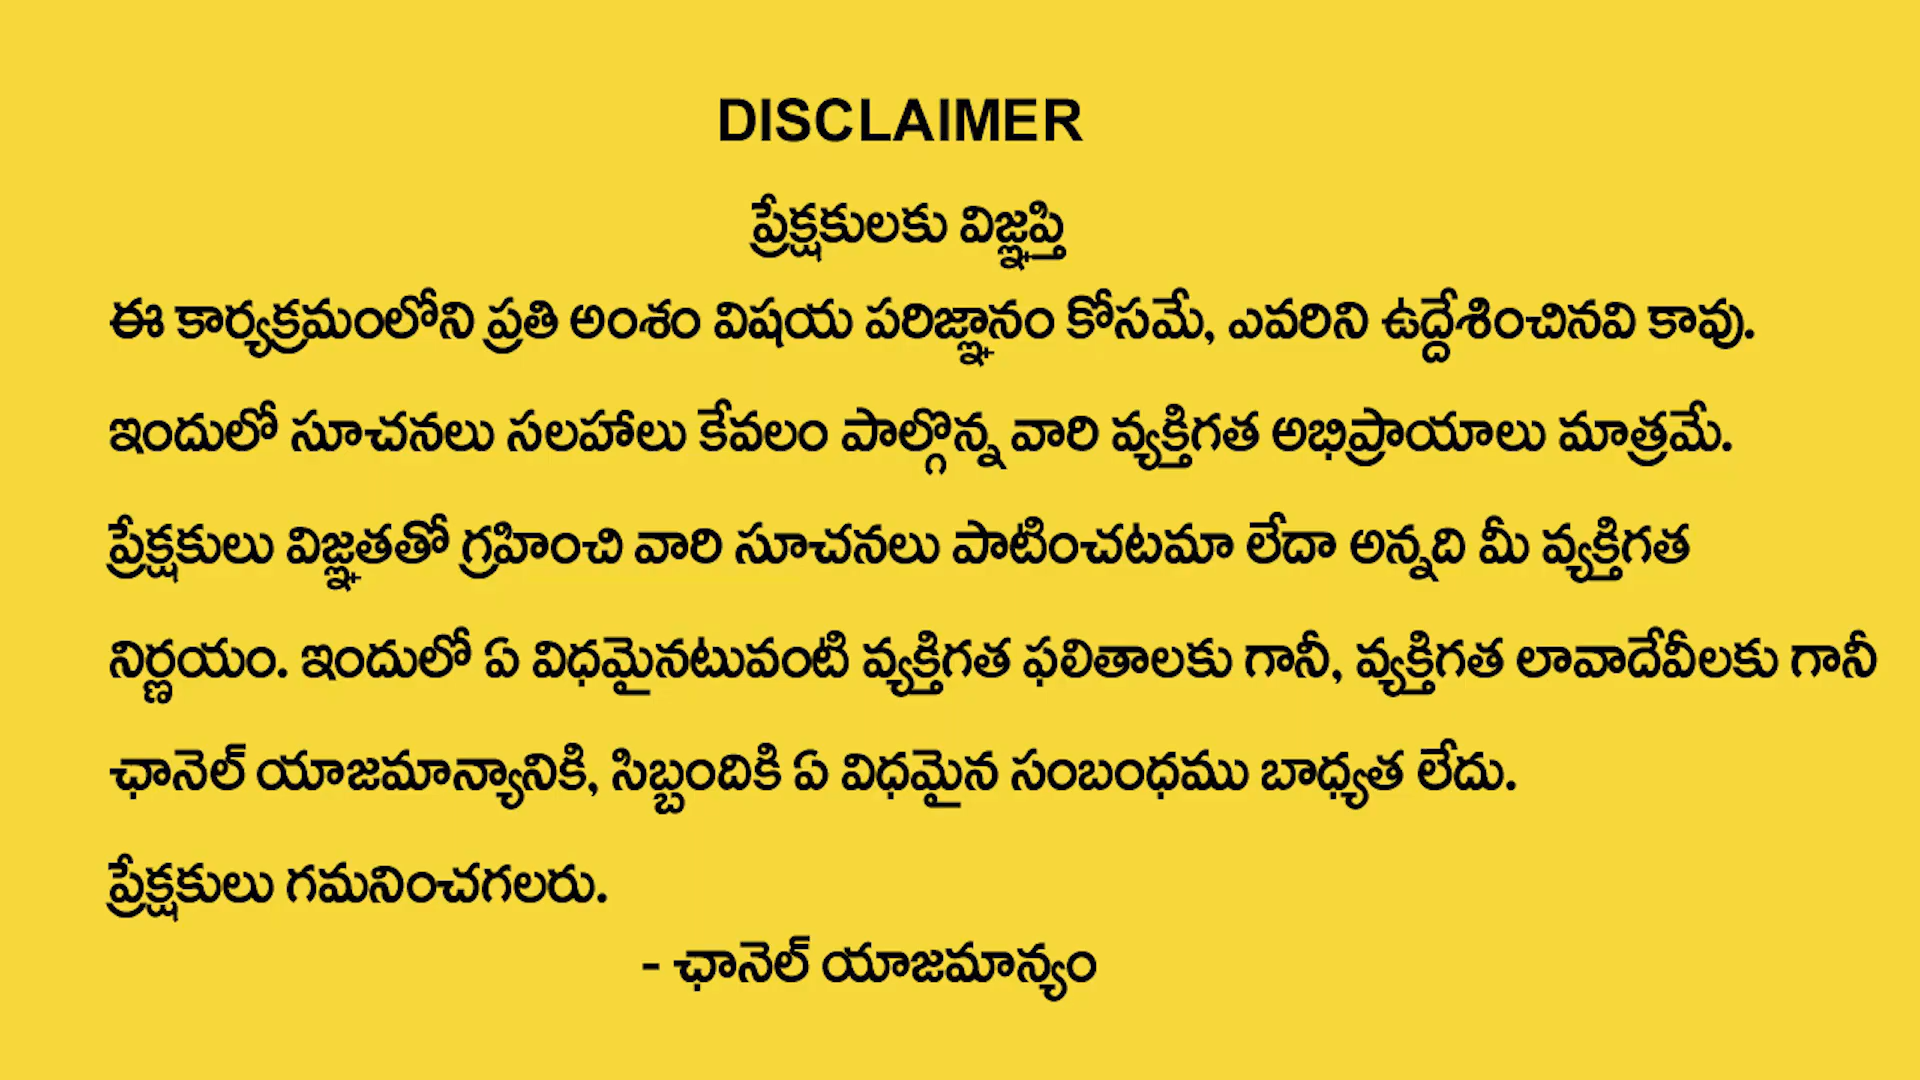 DISCLAIMER
ప్రేక్షకులకు విజ్ఞప్తి
ఈ కార్యక్రమంలోని ప్రతి అంశం విషయ పరిజ్ఞానం కోసమే, ఎవరిని ఉద్దేశించినవి కావు.
ఇందులో సూచనలు సలహాలు కేవలం పాల్గొన్న వారి వ్యక్తిగత అభిప్రాయాలు మాత్రమే.
ప్రేక్షకులు విజ్ఞతతో గ్రహించి వారి సూచనలు పాటించటమా లేదా అన్నది మీ వ్యక్తిగత
నిర్ణయం. ఇందులో ఏ విధమైనటువంటి వ్యక్తిగత ఫలితాలకు గానీ, వ్యక్తిగత లావాదేవీలకు గానీ
ఛానెల్ యాజమాన్యానికి, సిబ్బందికి ఏ విధమైన సంబంధము బాధ్యత లేదు.
ప్రేక్షకులు గమనించగలరు.
- ఛానెల్ యాజమాన్యం